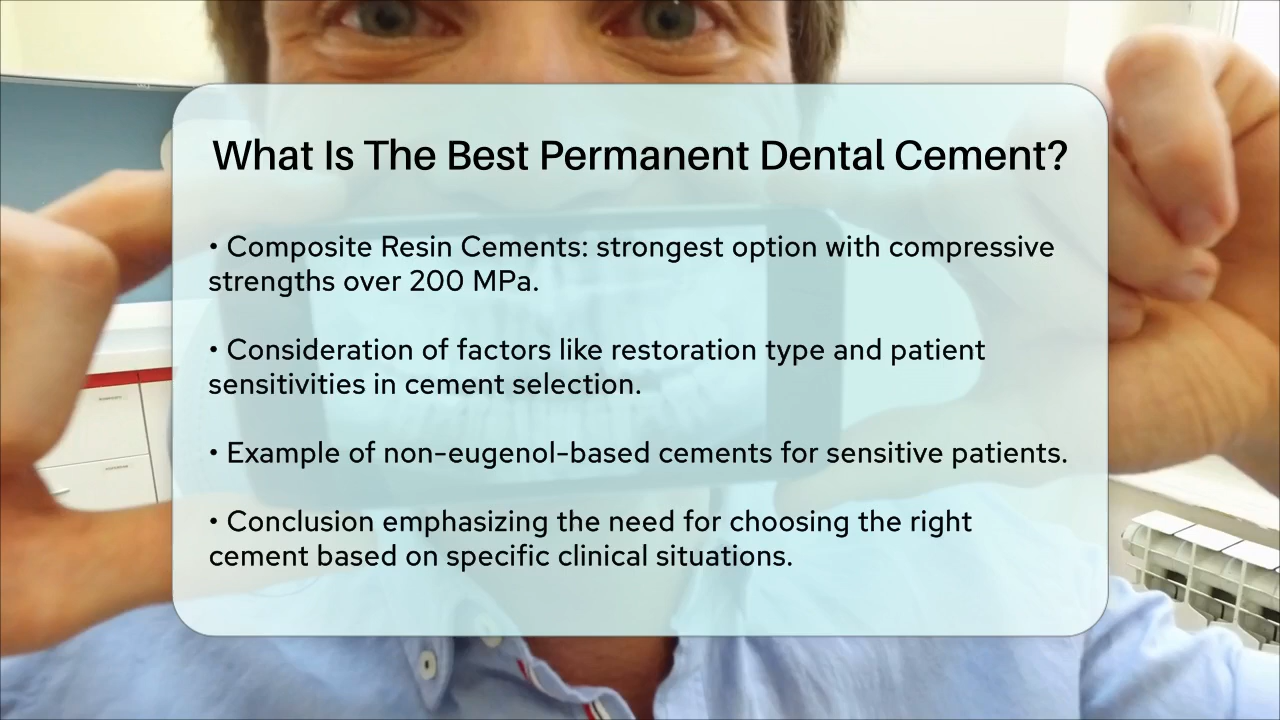 What Is The Best Permanent Dental Cement?
• Composite Resin Cements: strongest option with compressive
strengths over 200 MPa.
• Consideration of factors like restoration type and patient
sensitivities in cement selection.
• Example of non-eugenol-based cements for sensitive patients.
• Conclusion emphasizing the need for choosing the right
cement based on specific clinical situations.